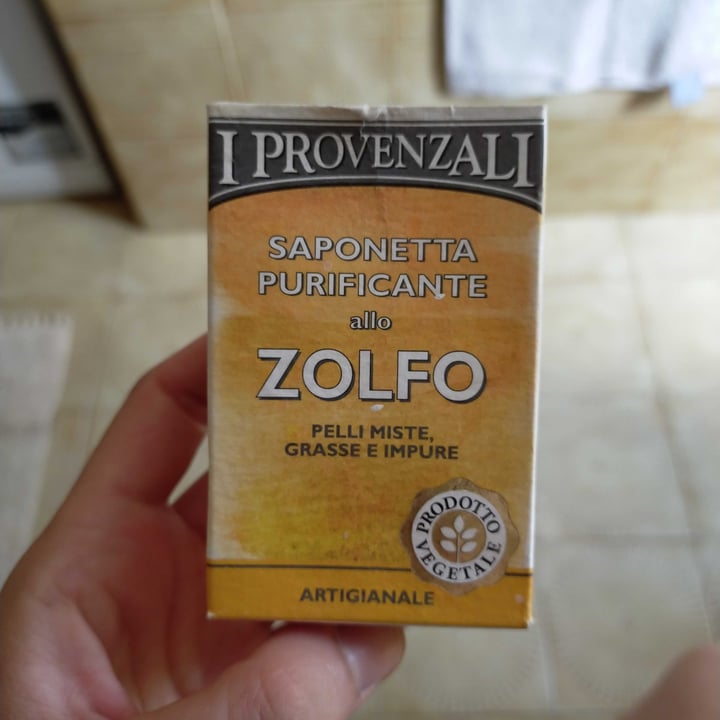 I PROVENZALI
SAPONETTA
PURIFICANTE
allo
ZOLFO
PELLI MISTE,
GRASSE E IMPURE
PRODOTTO
VEGETALE
ARTIGIANALE